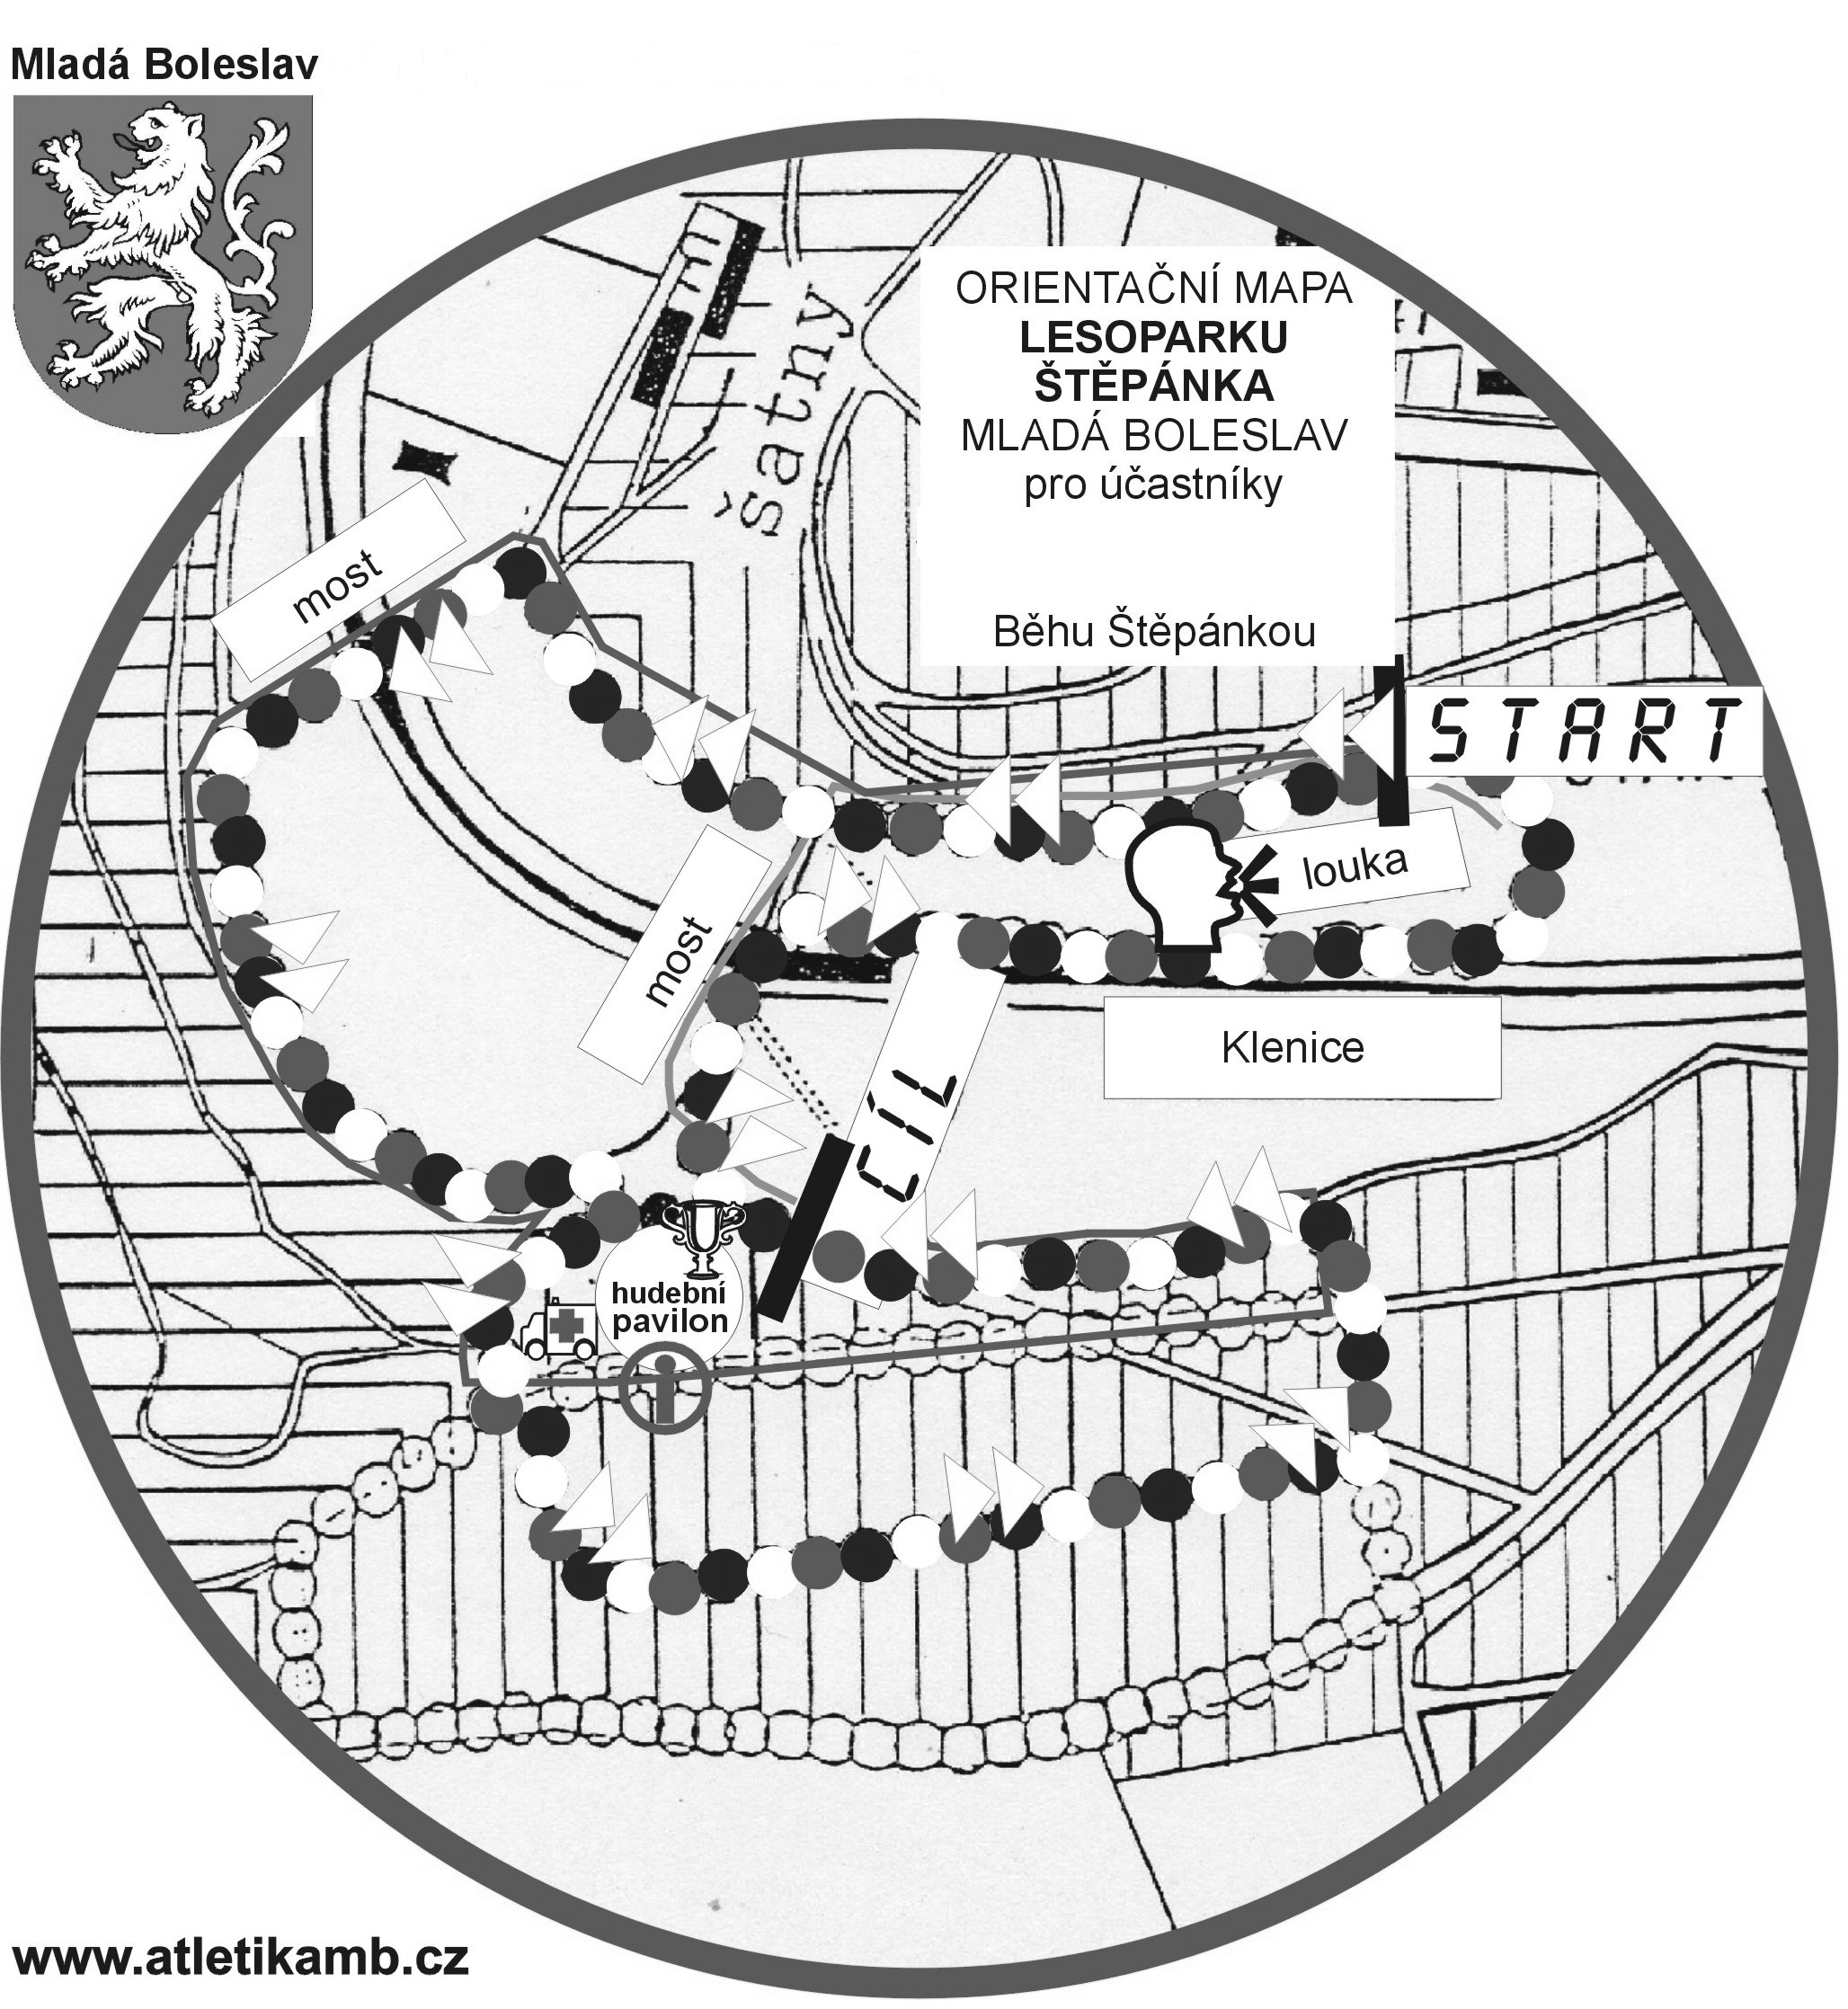 Mladá Boleslav
ORIENTAČNÍ MAPA
LESOPARKU
ŠTĚPÁNKA
MLADÁ BOLESLAV
pro účastníky
Běhu Štěpánkou
šatny
most
START
louka
most
Klenice
CÍL
hudební
pavilon
www.atletikamb.cz